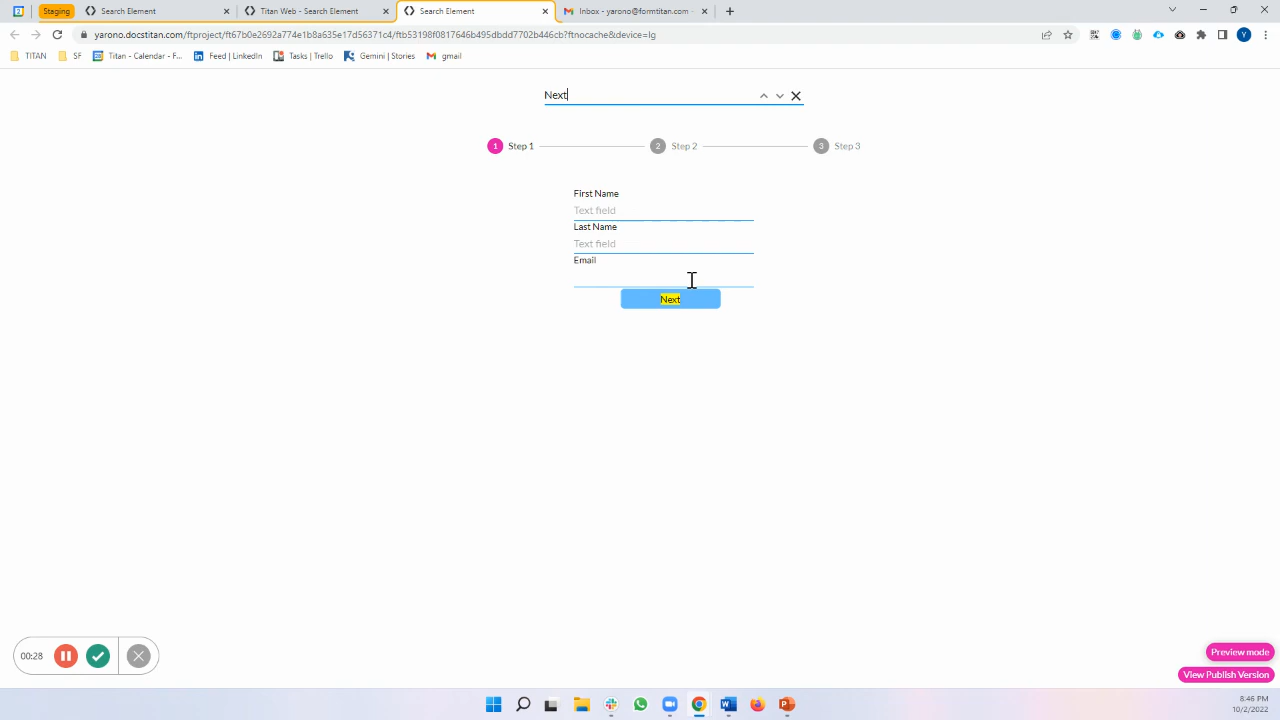 Staging
Search Element
Titan Web - Search Element
Search Element
Inbox - yarono@formtitan.com -
yarono.docstitan.com/ftproject/ft67b0e2692a774e1b8a635e17d56371c4/ftb53198f0817646b495dbdd7702b446cb?ftnocache&device=lg
Y
TITAN
SF
Titan - Calendar - F...
Feed | LinkedIn
Tasks | Trello
Gemini | Stories
gmail
Next
1 Step 1
2 Step 2
3 Step 3
First Name
Text field
Last Name
Text field
Email
Next
00:28
Preview mode
View Publish Version
8:46 PM
10/2/2022